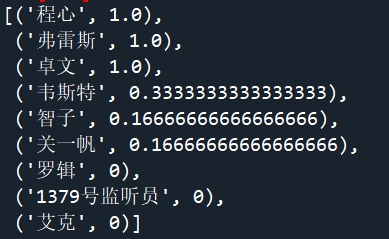 [('程心', 1.0),
('弗雷斯', 1.0),
('卓文', 1.0),
('韦斯特', 0.3333333333333333),
('智子', 0.16666666666666666),
('关一帆', 0.16666666666666666),
('罗辑', 0),
('1379号监听员', 0),
('艾克', 0)]